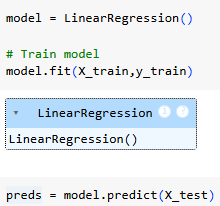 model = LinearRegression()
# Train model
model.fit(X_train,y_train)
▾ LinearRegression i ?
LinearRegression()
preds = model.predict(X_test)